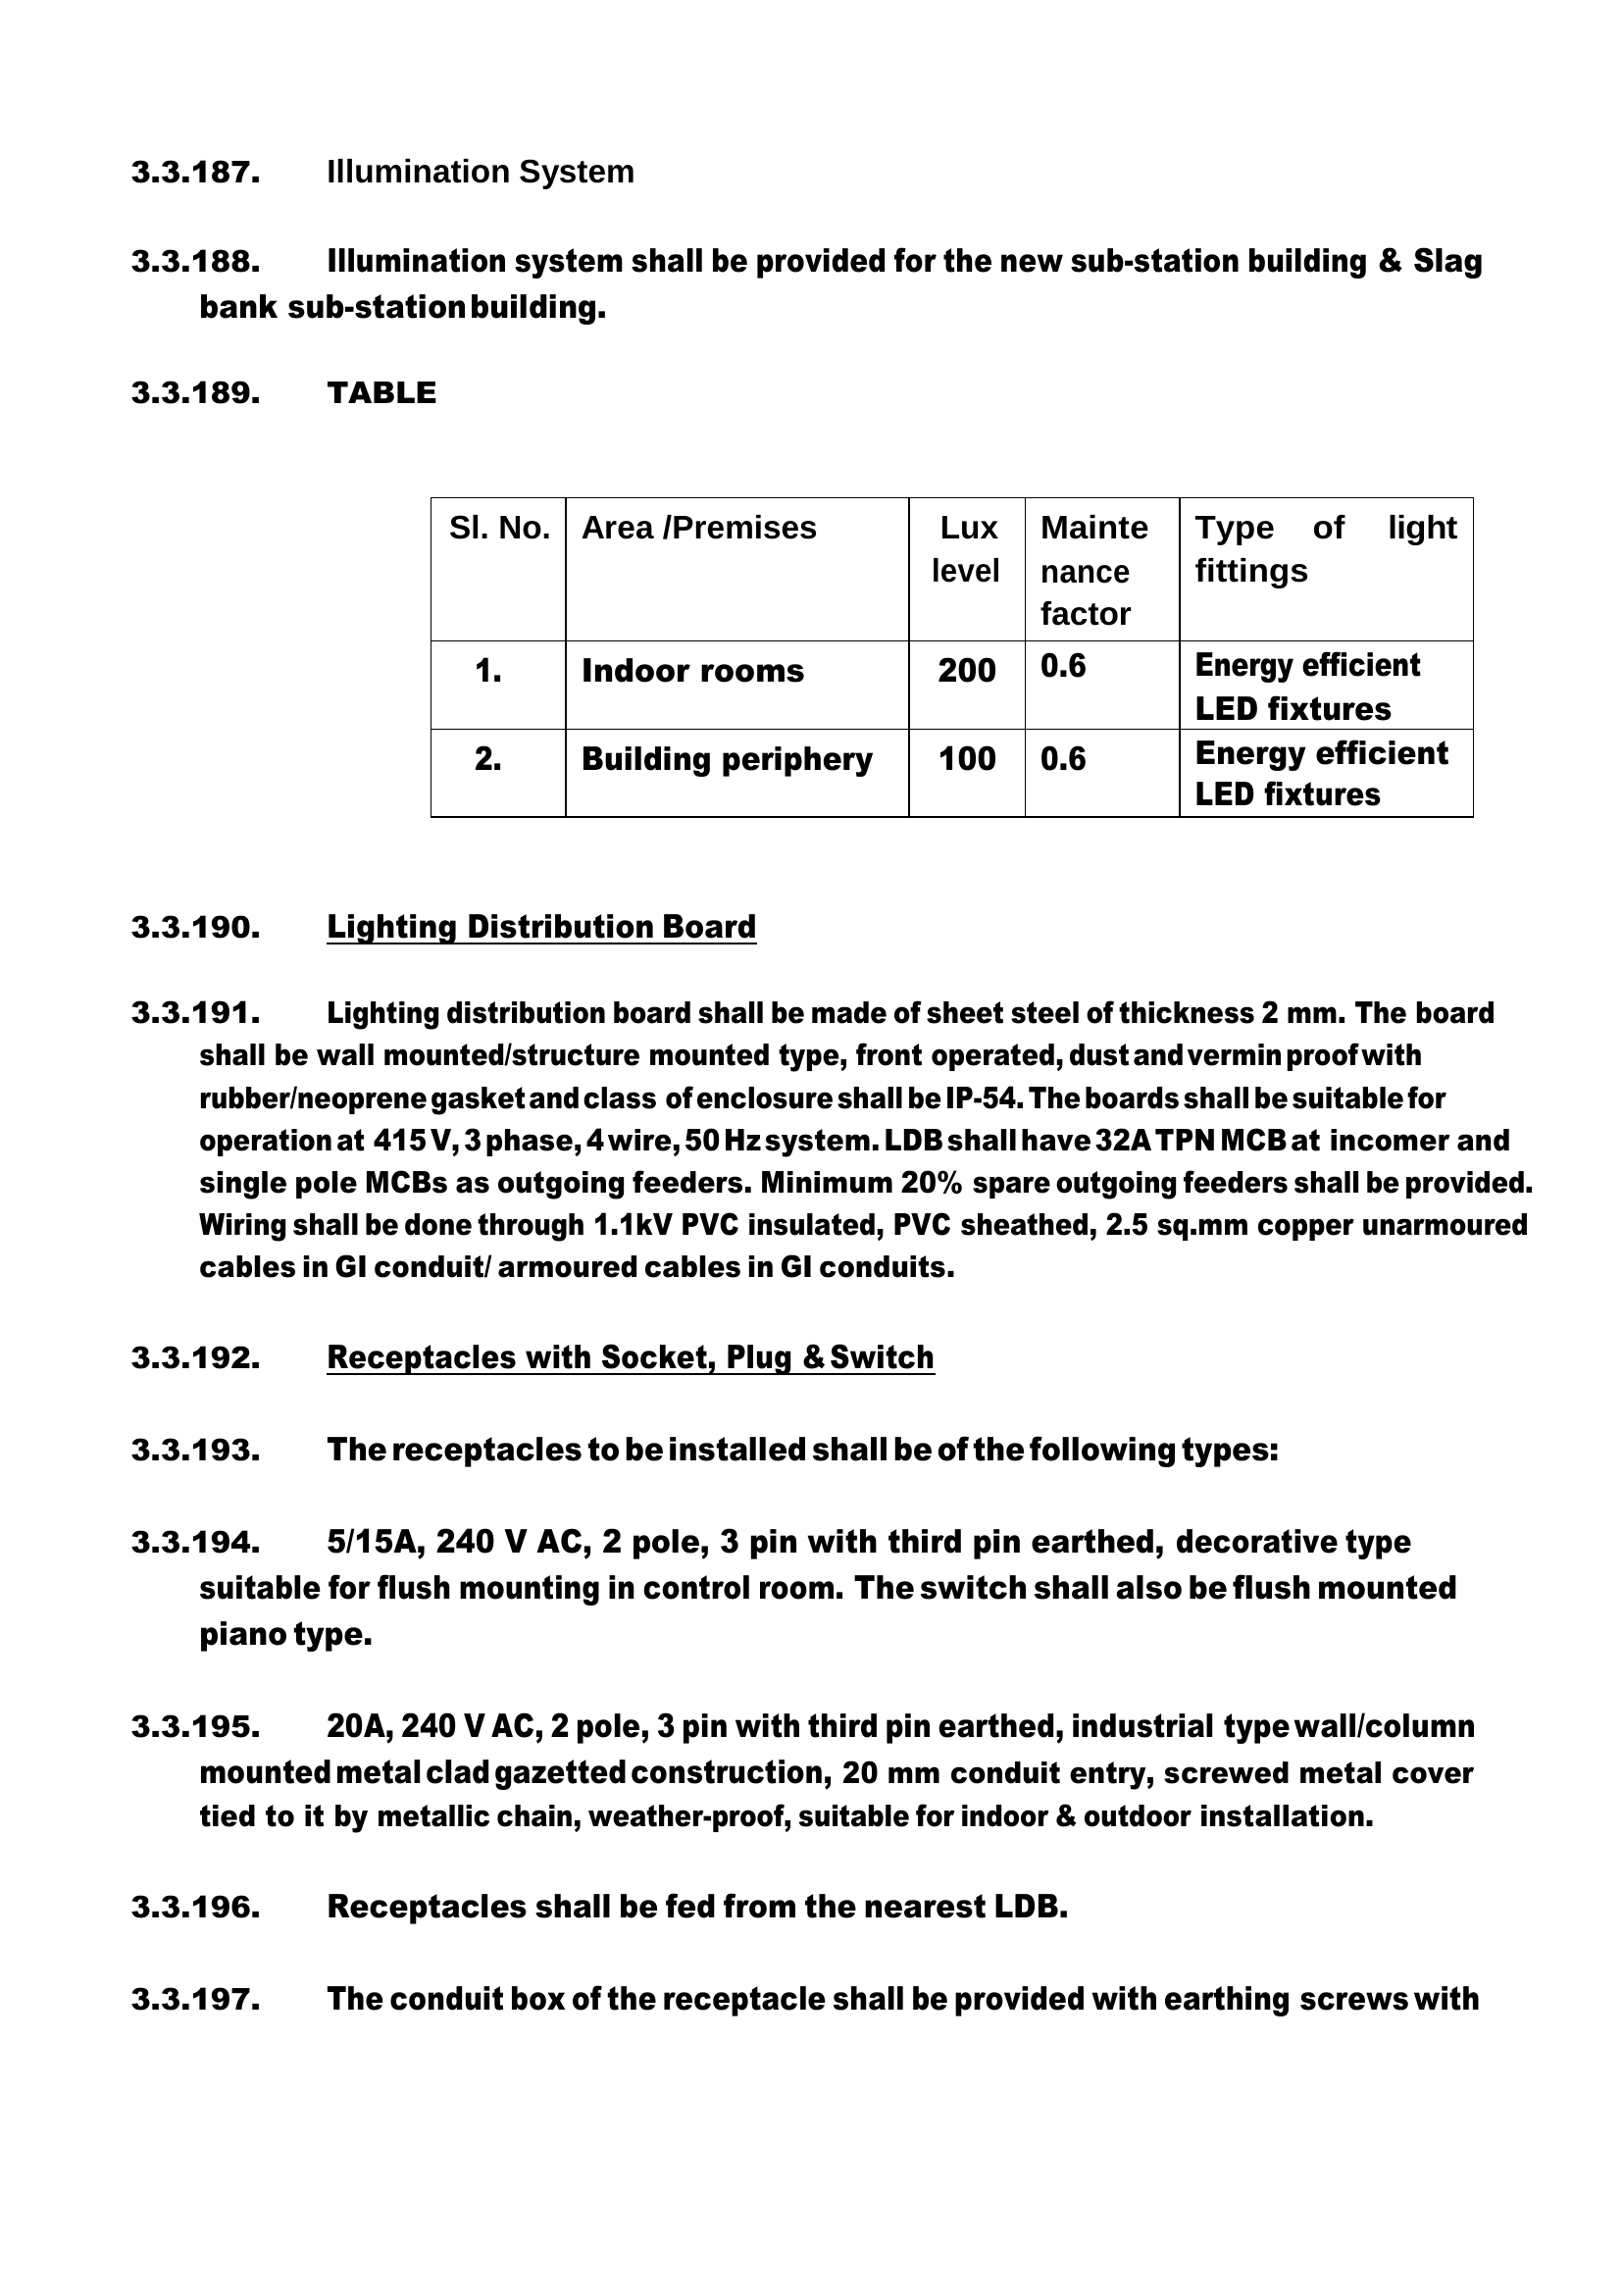 3.3.187. Illumination System
3.3.188. Illumination system shall be provided for the new sub-station building & Slag
bank sub-station building.
3.3.189. TABLE
Sl. No. Area /Premises Lux level Mainte nance factor Type of light fittings
1. Indoor rooms 200 0.6 Energy efficient LED fixtures
2. Building periphery 100 0.6 Energy efficient LED fixtures
3.3.190. Lighting Distribution Board
3.3.191. Lighting distribution board shall be made of sheet steel of thickness 2 mm. The board
shall be wall mounted/structure mounted type, front operated, dust and vermin proof with
rubber/neoprene gasket and class of enclosure shall be IP-54. The boards shall be suitable for
operation at 415 V, 3 phase, 4 wire, 50 Hz system. LDB shall have 32A TPN MCB at incomer and
single pole MCBs as outgoing feeders. Minimum 20% spare outgoing feeders shall be provided.
Wiring shall be done through 1.1kV PVC insulated, PVC sheathed, 2.5 sq.mm copper unarmoured
cables in GI conduit/ armoured cables in GI conduits.
3.3.192. Receptacles with Socket, Plug & Switch
3.3.193. The receptacles to be installed shall be of the following types:
3.3.194. 5/15A, 240 V AC, 2 pole, 3 pin with third pin earthed, decorative type
suitable for flush mounting in control room. The switch shall also be flush mounted
piano type.
3.3.195. 20A, 240 V AC, 2 pole, 3 pin with third pin earthed, industrial type wall/column
mounted metal clad gazetted construction, 20 mm conduit entry, screwed metal cover
tied to it by metallic chain, weather-proof, suitable for indoor & outdoor installation.
3.3.196. Receptacles shall be fed from the nearest LDB.
3.3.197. The conduit box of the receptacle shall be provided with earthing screws with